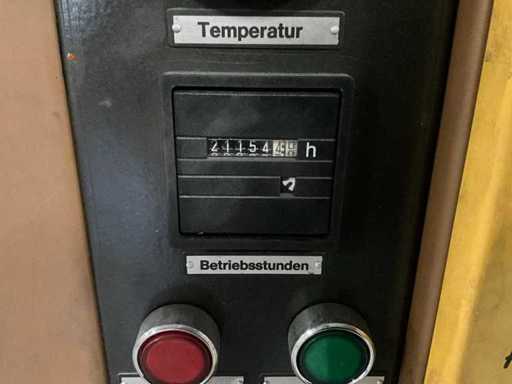 Temperatur
21154 h
Betriebsstunden